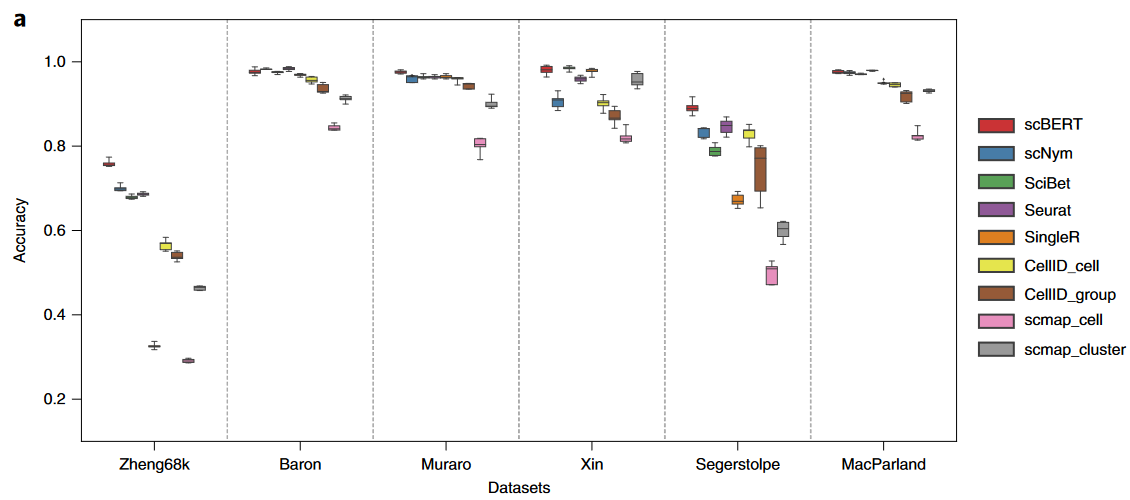 a
1.0
0.8
0.6
0.4
0.2
Accuracy
Zheng68k Baron Muraro Xin Segerstolpe MacParland
Datasets
scBERT
scNym
SciBet
Seurat
SingleR
CellID_cell
CellID_group
scmap_cell
scmap_cluster